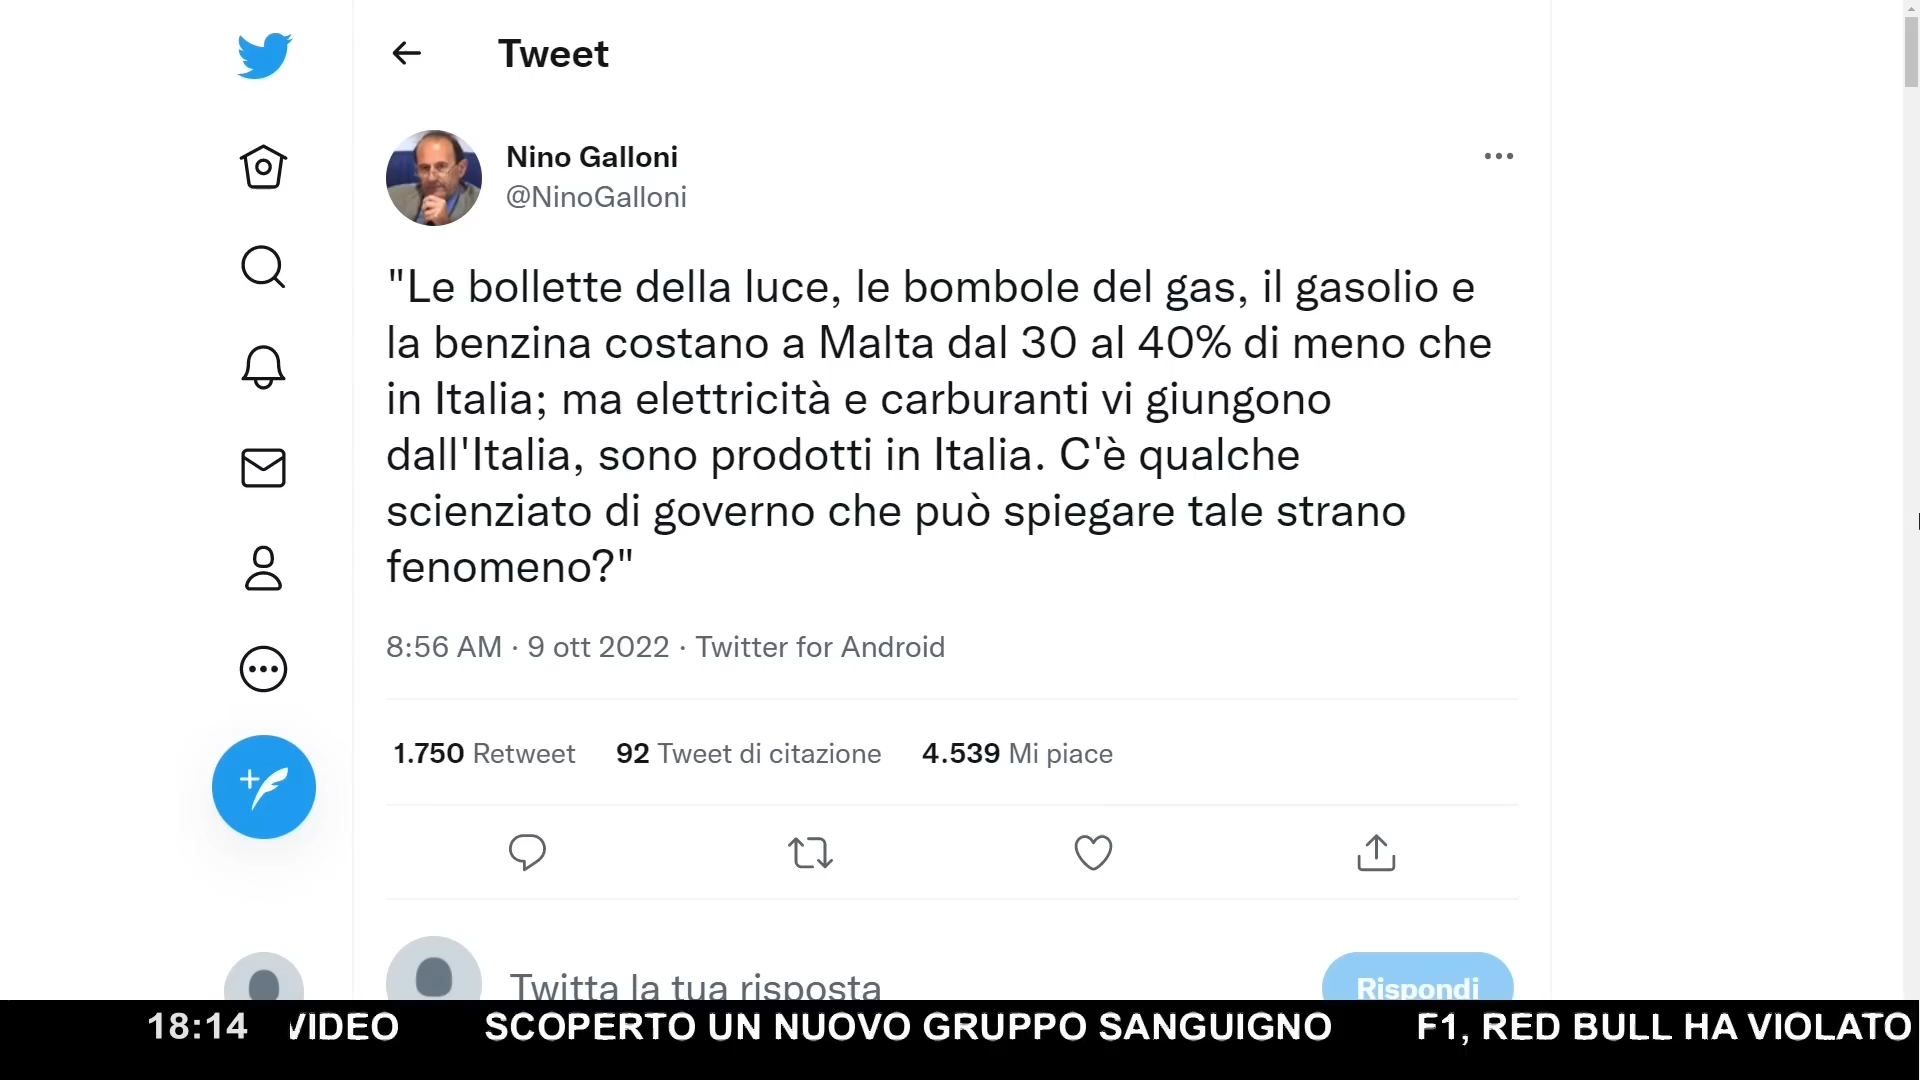 Tweet
Nino Galloni
@NinoGalloni
"Le bollette della luce, le bombole del gas, il gasolio e
la benzina costano a Malta dal 30 al 40% di meno che
in Italia; ma elettricità e carburanti vi giungono
dall'Italia, sono prodotti in Italia. C'è qualche
scienziato di governo che può spiegare tale strano
fenomeno?"
8:56 AM · 9 ott 2022 · Twitter for Android
1.750 Retweet 92 Tweet di citazione 4.539 Mi piace
Twitta la tua risposta Rispondi
18:14 VIDEO SCOPERTO UN NUOVO GRUPPO SANGUIGNO F1, RED BULL HA VIOLATO